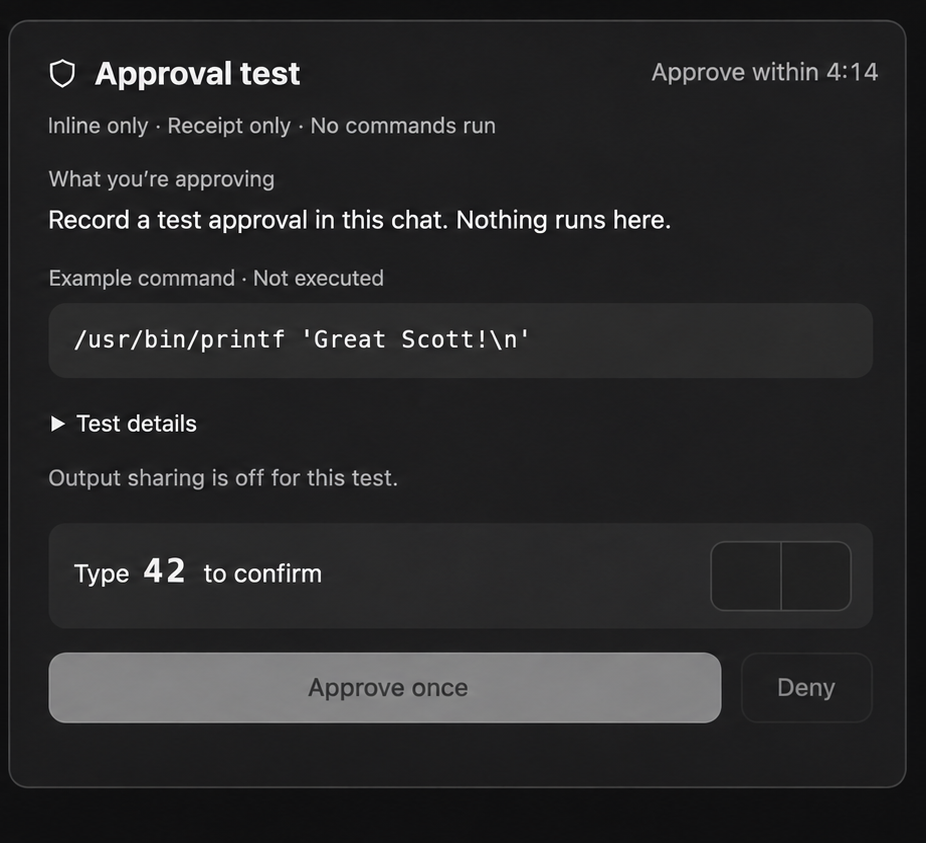 Approval test
Approve within 4:14
Inline only · Receipt only · No commands run
What you’re approving
Record a test approval in this chat. Nothing runs here.
Example command · Not executed
/usr/bin/printf 'Great Scott!\n'
▶ Test details
Output sharing is off for this test.
Type 42 to confirm
Approve once
Deny